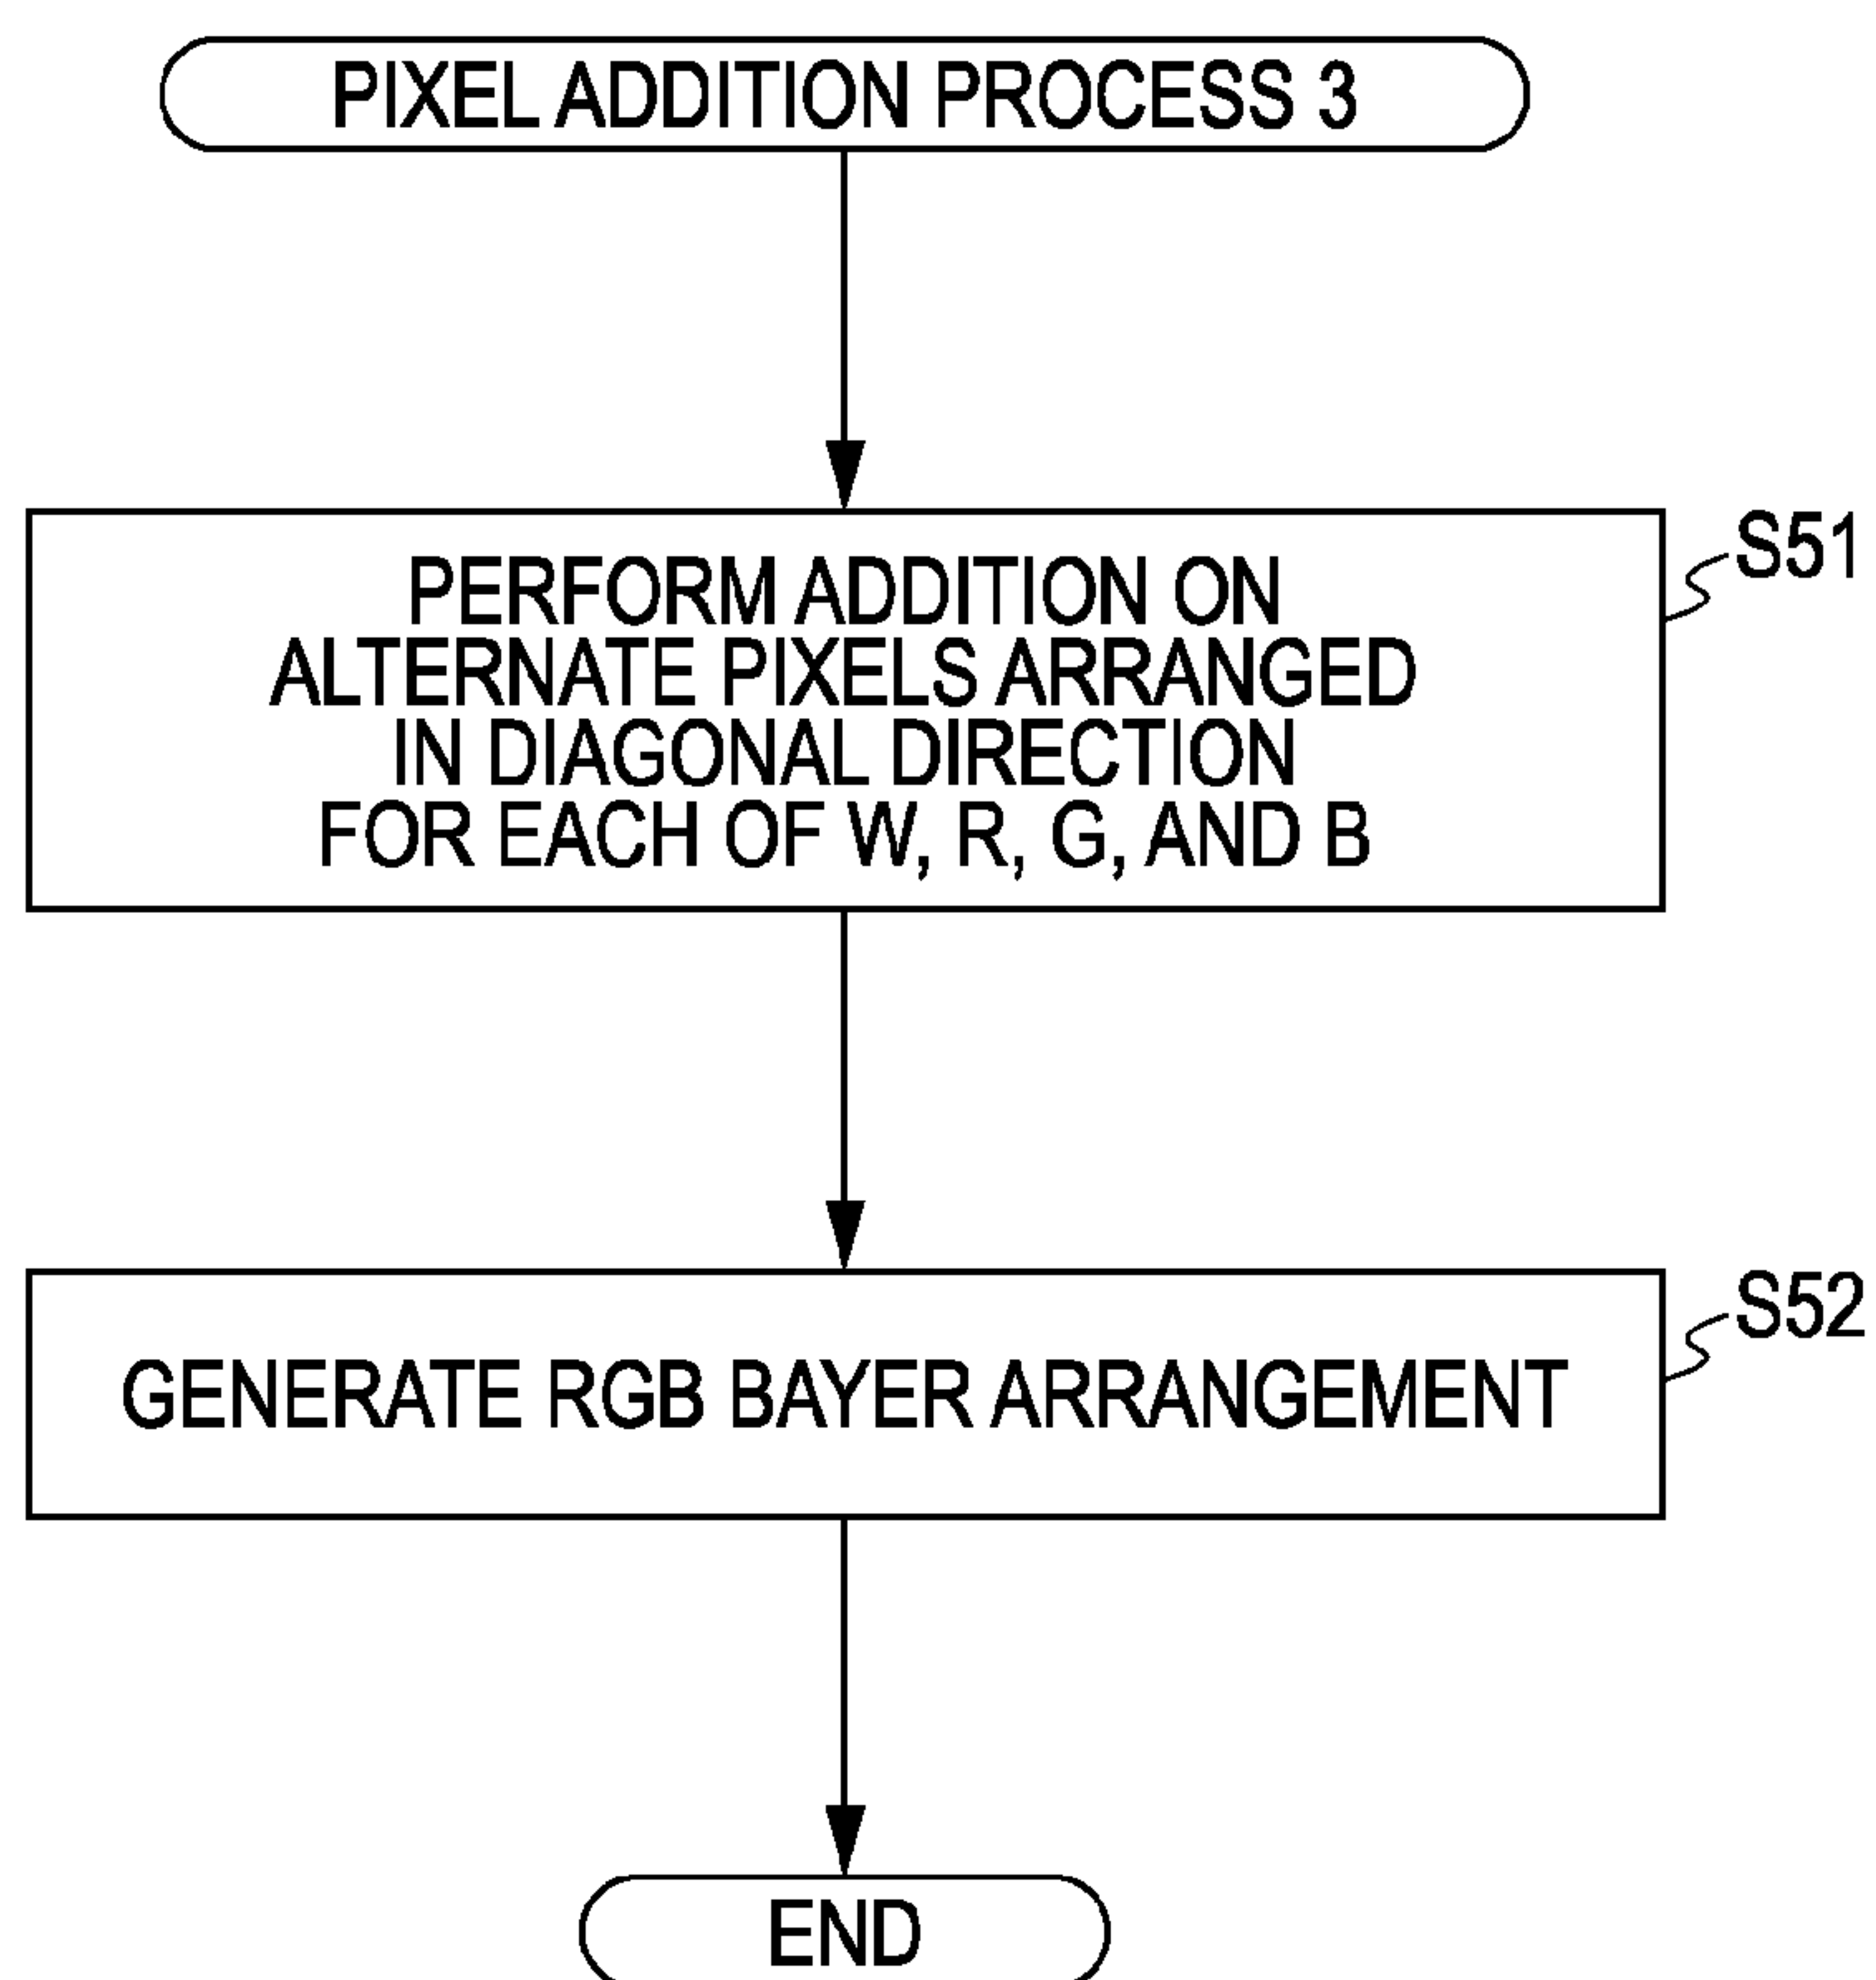 PIXEL ADDITION PROCESS 3
S51
PERFORM ADDITION ON
ALTERNATE PIXELS ARRANGED
IN DIAGONAL DIRECTION
FOR EACH OF W, R, G, AND B
S52
GENERATE RGB BAYER ARRANGEMENT
END